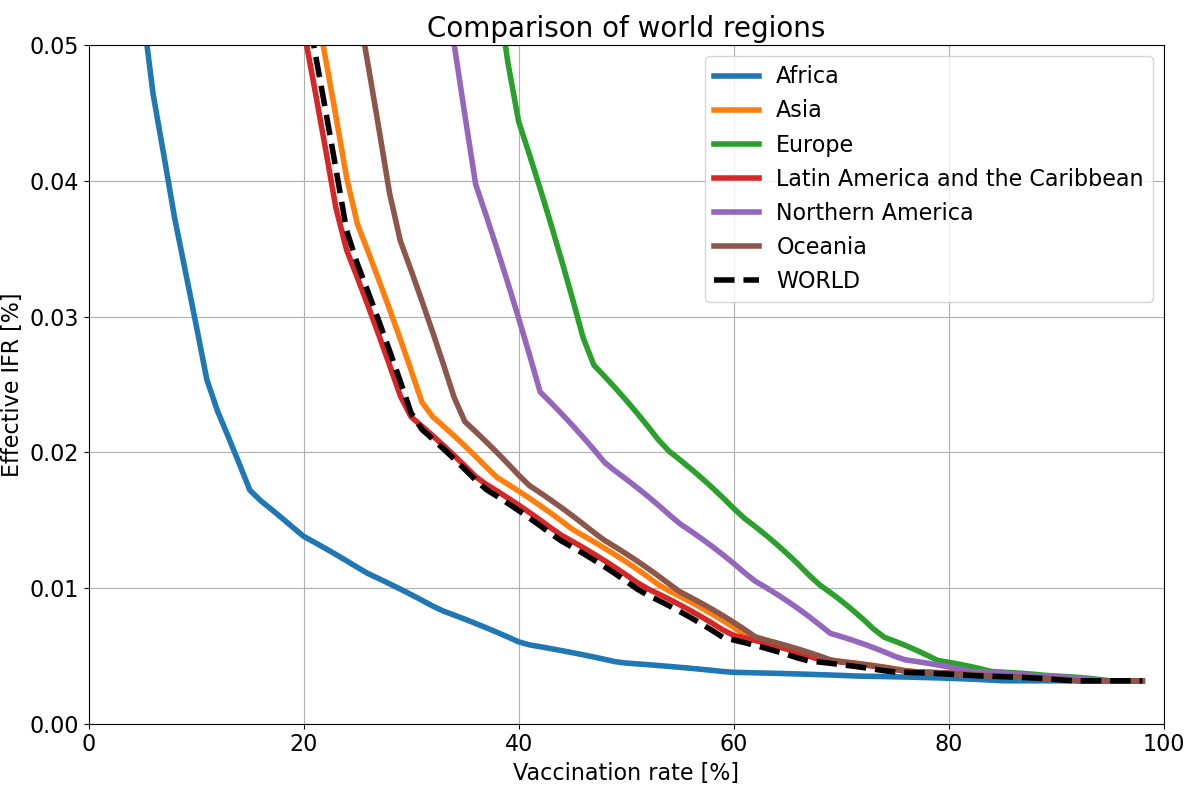 Comparison of world regions
Effective IFR [%]
0.05
0.04
0.03
0.02
0.01
0.00
Africa
Asia
Europe
Latin America and the Caribbean
Northern America
Oceania
WORLD
0
20
40
60
80
100
Vaccination rate [%]